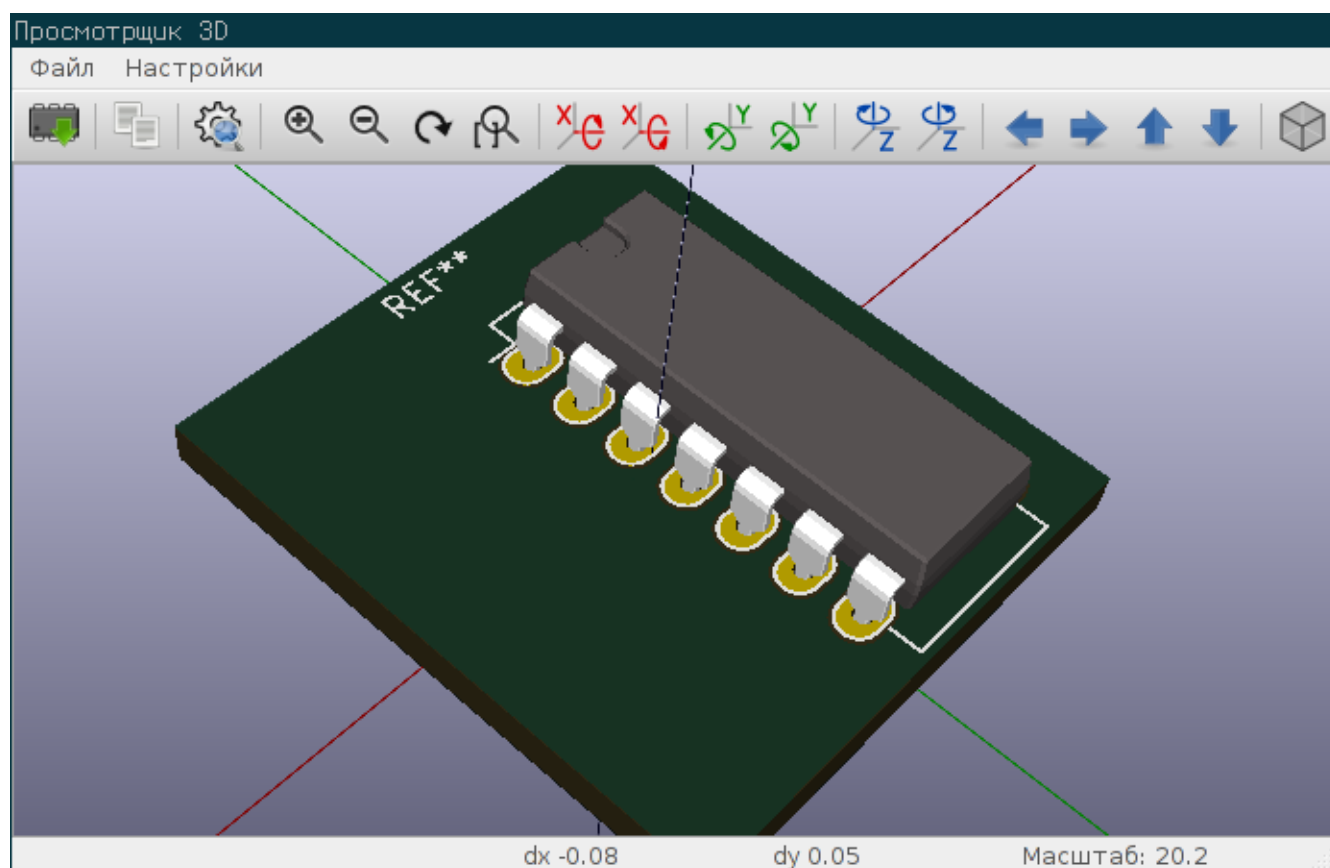 Просмотрщик 3D
Файл Настройки
X X Y Y Z Z
REF**
dx -0.08 dy 0.05 Масштаб: 20.2